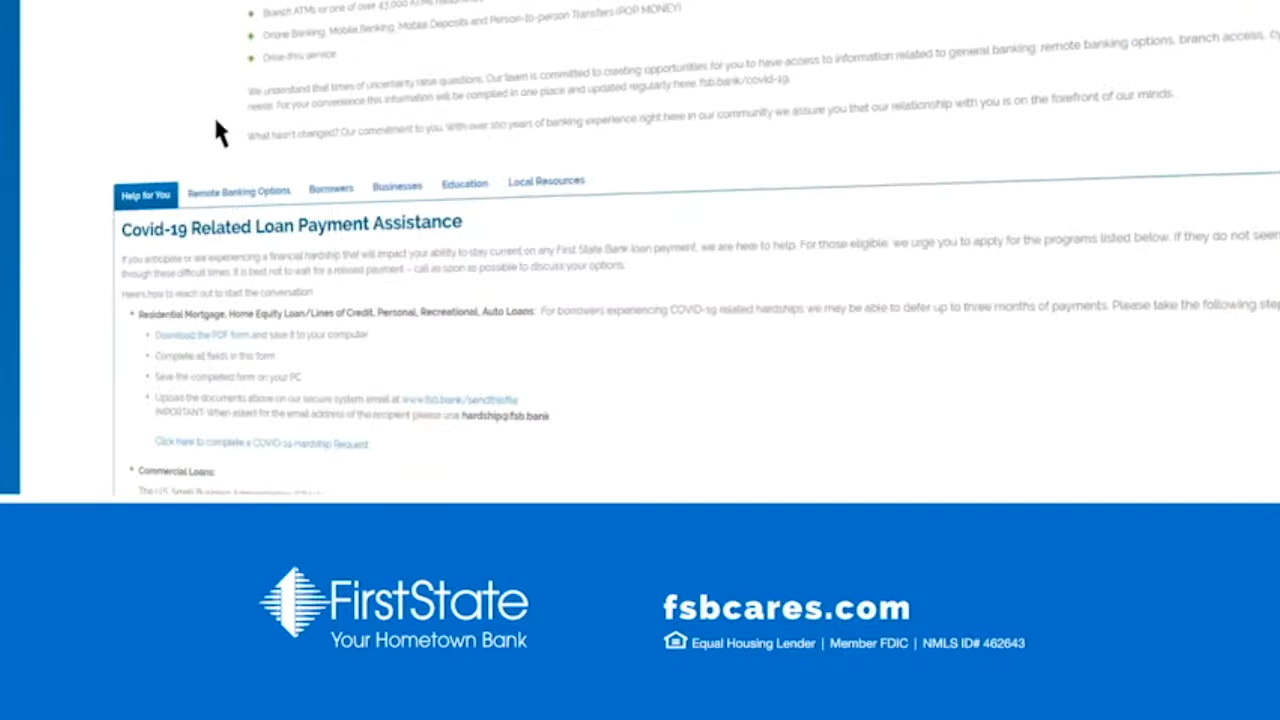 Branch ATMs or one of over 43,000 ATMs
Online Banking, Mobile Banking, Mobile Deposits and Person-to-person Transfers (POP MONEY)
Drive-thru service
We understand that times of uncertainty raise questions. Our team is committed to creating opportunities for you to have access to information related to general banking, remote banking options, branch access,
needs. For your convenience this information will be compiled in one place and updated regularly here: fsb.bank/covid-19.
What hasn't changed? Our commitment to you. With over 100 years of banking experience right here in our community we assure you that our relationship with you is on the forefront of our minds.
Help for You Remote Banking Options Borrowers Businesses Education Local Resources
Covid-19 Related Loan Payment Assistance
If you anticipate or are experiencing a financial hardship that will impact your ability to stay current on any First State Bank loan payment, we are here to help. For those eligible, we urge you to apply for the programs listed below. If they do not seem
through these difficult times, it is best not to wait for a missed payment – call as soon as possible to discuss your options.
Here's how to reach out to start the conversation
Residential Mortgage, Home Equity Loan/Lines of Credit, Personal, Recreational, Auto Loans: For borrowers experiencing COVID-19 related hardships we may be able to defer up to three months of payments. Please take the following
Download the PDF form and save it to your computer
Complete all fields in this form
Save the completed form on your PC
Upload the documents above on our secure system email at www.fsb.bank/sendthisfile
IMPORTANT: When asked for the email address of the recipient please use hardship@fsb.bank
Click here to complete a COVID-19 Hardship Request
Commercial Loans:
The U.S. Small Business
FirstState
Your Hometown Bank
fsbcares.com
Equal Housing Lender | Member FDIC | NMLS ID# 462643